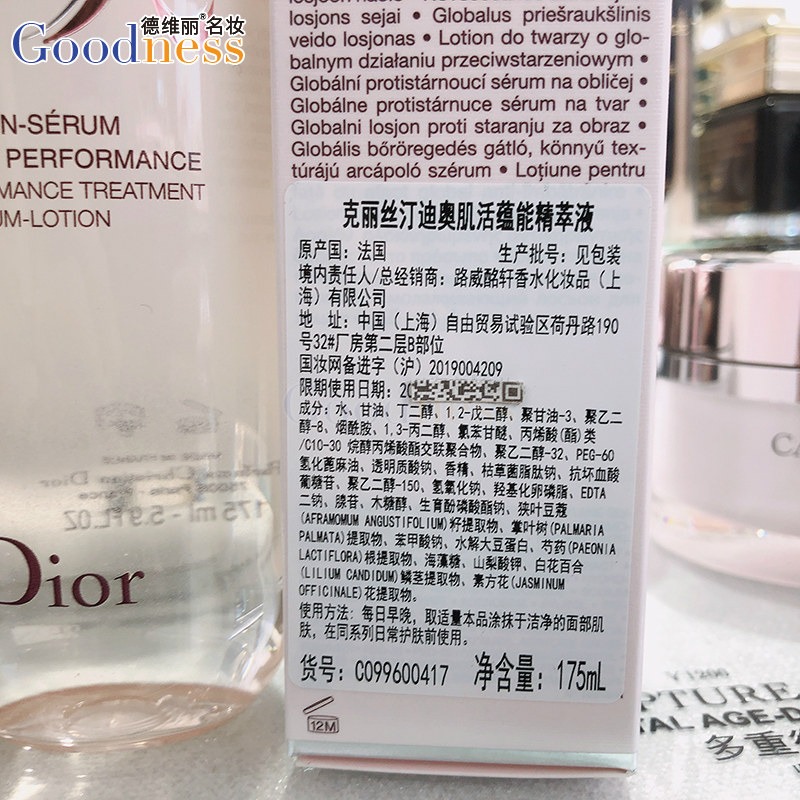 德维丽®名妆
Goodness
N-SÉRUM
PERFORMANCE
MANCE TREATMENT
UM-LOTION
Dior
losjons sejai • Globalus priešraukšlinis
veido losjonas • Lotion do twarzy o glo-
balnym działaniu przeciwstarzeniowym •
Globální protistárnoucí sérum na obličej •
Globálne protistárnuce sérum na tvar •
Globalni losjon proti staranju za obraz •
Globális bőröregedés gátló, könnyű tex-
túrájú arcápoló szérum • Loțiune pentru
克丽丝汀迪奥肌活蕴能精萃液
原产国：法国 生产批号：见包装
境内责任人/总经销商：路威酩轩香水化妆品（上
海）有限公司
地 址：中国（上海）自由贸易试验区荷丹路190
号32#厂房第二层B部位
国妆网备进字（沪）2019004209
限期使用日期：20
成分：水、甘油、丁二醇、1,2-戊二醇、聚甘油-3、聚乙二
醇-8、烟酰胺、1,3-丙二醇、氯苯甘醚、丙烯酸(酯)类
/C10-30 烷醇丙烯酸酯交联聚合物、聚乙二醇-32、PEG-60
氢化蓖麻油、透明质酸钠、香精、枯草菌脂肽钠、抗坏血酸
葡糖苷、聚乙二醇-150、氢氧化钠、羟基化卵磷脂、EDTA
二钠、腺苷、木糖醇、生育酚磷酸酯钠、狭叶豆蔻
(AFRAMOMUM ANGUSTIFOLIUM)籽提取物、掌叶树(PALMARIA
PALMATA)提取物、苯甲酸钠、水解大豆蛋白、芍药(PAEONIA
LACTIFLORA)根提取物、海藻糖、山梨酸钾、白花百合
(LILIUM CANDIDUM)鳞茎提取物、素方花(JASMINUM
OFFICINALE)花提取物。
使用方法：每日早晚，取适量本品涂抹于洁净的面部肌
肤，在同系列日常护肤前使用。
货号：C099600417 净含量：175mL
12M
175 ml - 5.9 FL.OZ
CA
¥1200
PTURE
AL AGE-D
多重